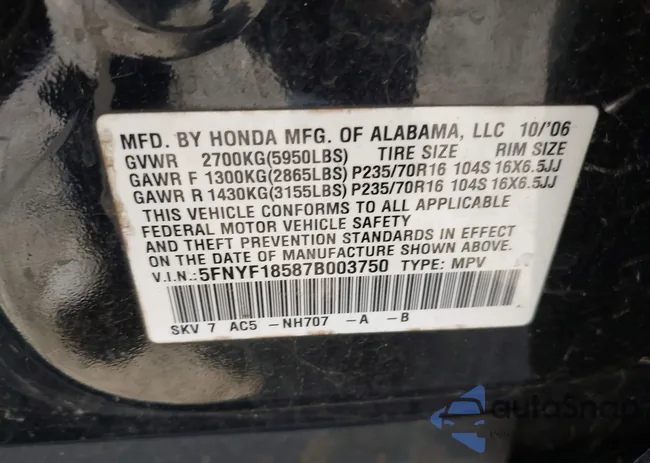 MFD. BY HONDA MFG. OF ALABAMA, LLC 10/'06
GVWR 2700KG(5950LBS) TIRE SIZE RIM SIZE
GAWR F 1300KG(2865LBS) P235/70R16 104S 16X6.5JJ
GAWR R 1430KG(3155LBS) P235/70R16 104S 16X6.5JJ
THIS VEHICLE CONFORMS TO ALL APPLICABLE
FEDERAL MOTOR VEHICLE SAFETY
AND THEFT PREVENTION STANDARDS IN EFFECT
ON THE DATE OF MANUFACTURE SHOWN ABOVE.
V.I.N.: 5FNYF18587B003750 TYPE: MPV
SKV 7 AC5 -NH707 -A -B
autoSnap